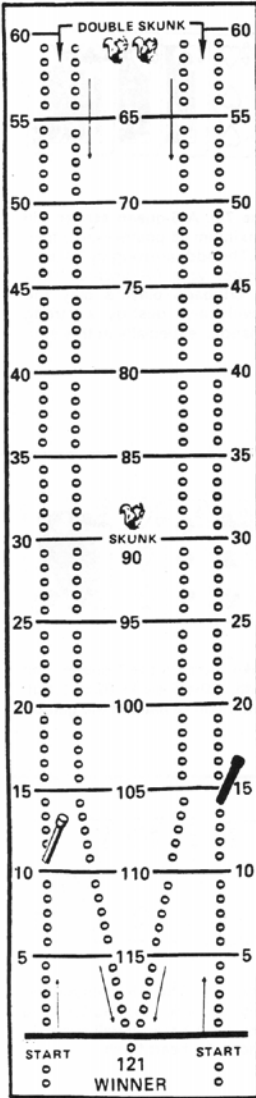 DOUBLE SKUNK
60 60
55 65 55
50 70 50
45 75 45
40 80 40
35 85 35
SKUNK
30 30
90
25 95 25
20 100 20
15 105 15
10 110 10
5 115 5
START START
121
WINNER